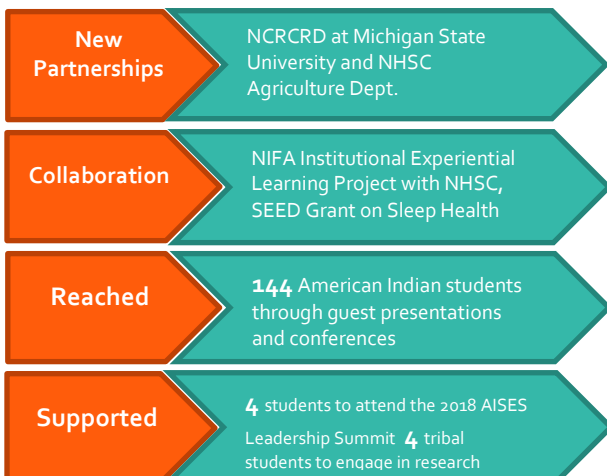 New
Partnerships
NCRCRD at Michigan State
University and NHSC
Agriculture Dept.
Collaboration
NIFA Institutional Experiential
Learning Project with NHSC,
SEED Grant on Sleep Health
Reached
144 American Indian students
through guest presentations
and conferences
Supported
4 students to attend the 2018 AISES
Leadership Summit 4 tribal
students to engage in research